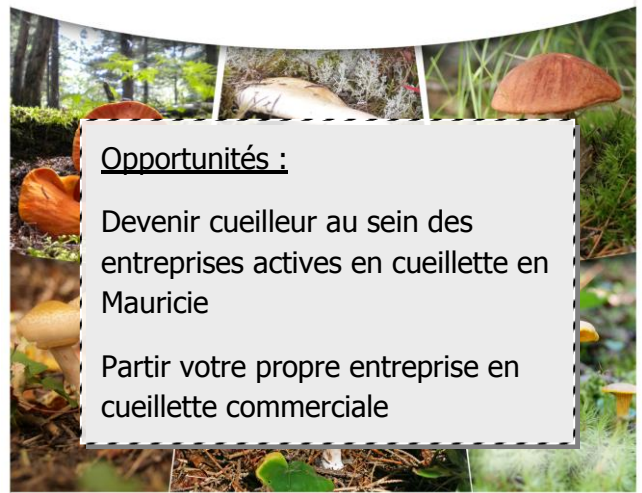 Opportunités :
Devenir cueilleur au sein des
entreprises actives en cueillette en
Mauricie
Partir votre propre entreprise en
cueillette commerciale